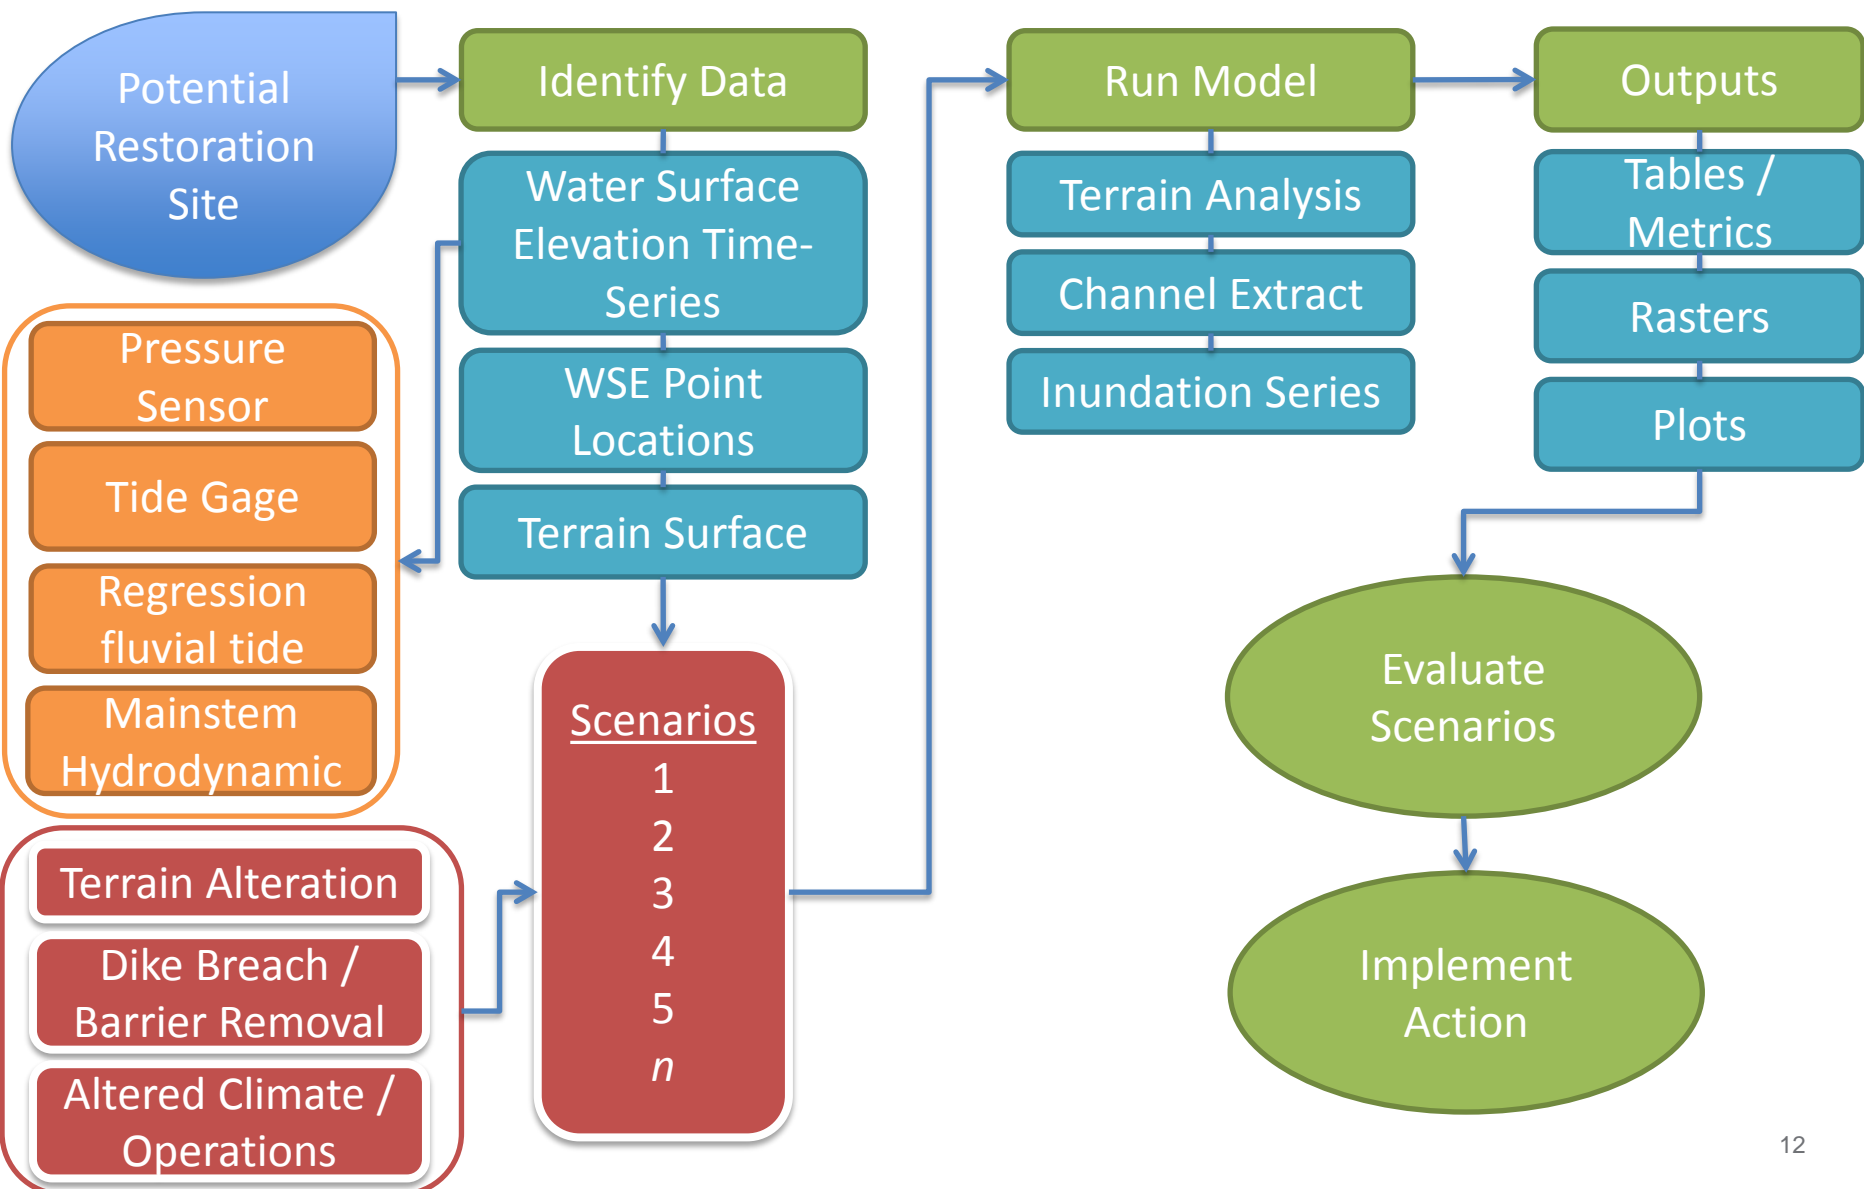 Potential
Restoration
Site
Identify Data
Water Surface
Elevation Time-
Series
WSE Point
Locations
Terrain Surface
Pressure
Sensor
Tide Gage
Regression
fluvial tide
Mainstem
Hydrodynamic
Terrain Alteration
Dike Breach /
Barrier Removal
Altered Climate /
Operations
Scenarios
1
2
3
4
5
n
Run Model
Terrain Analysis
Channel Extract
Inundation Series
Outputs
Tables /
Metrics
Rasters
Plots
Evaluate
Scenarios
Implement
Action
12